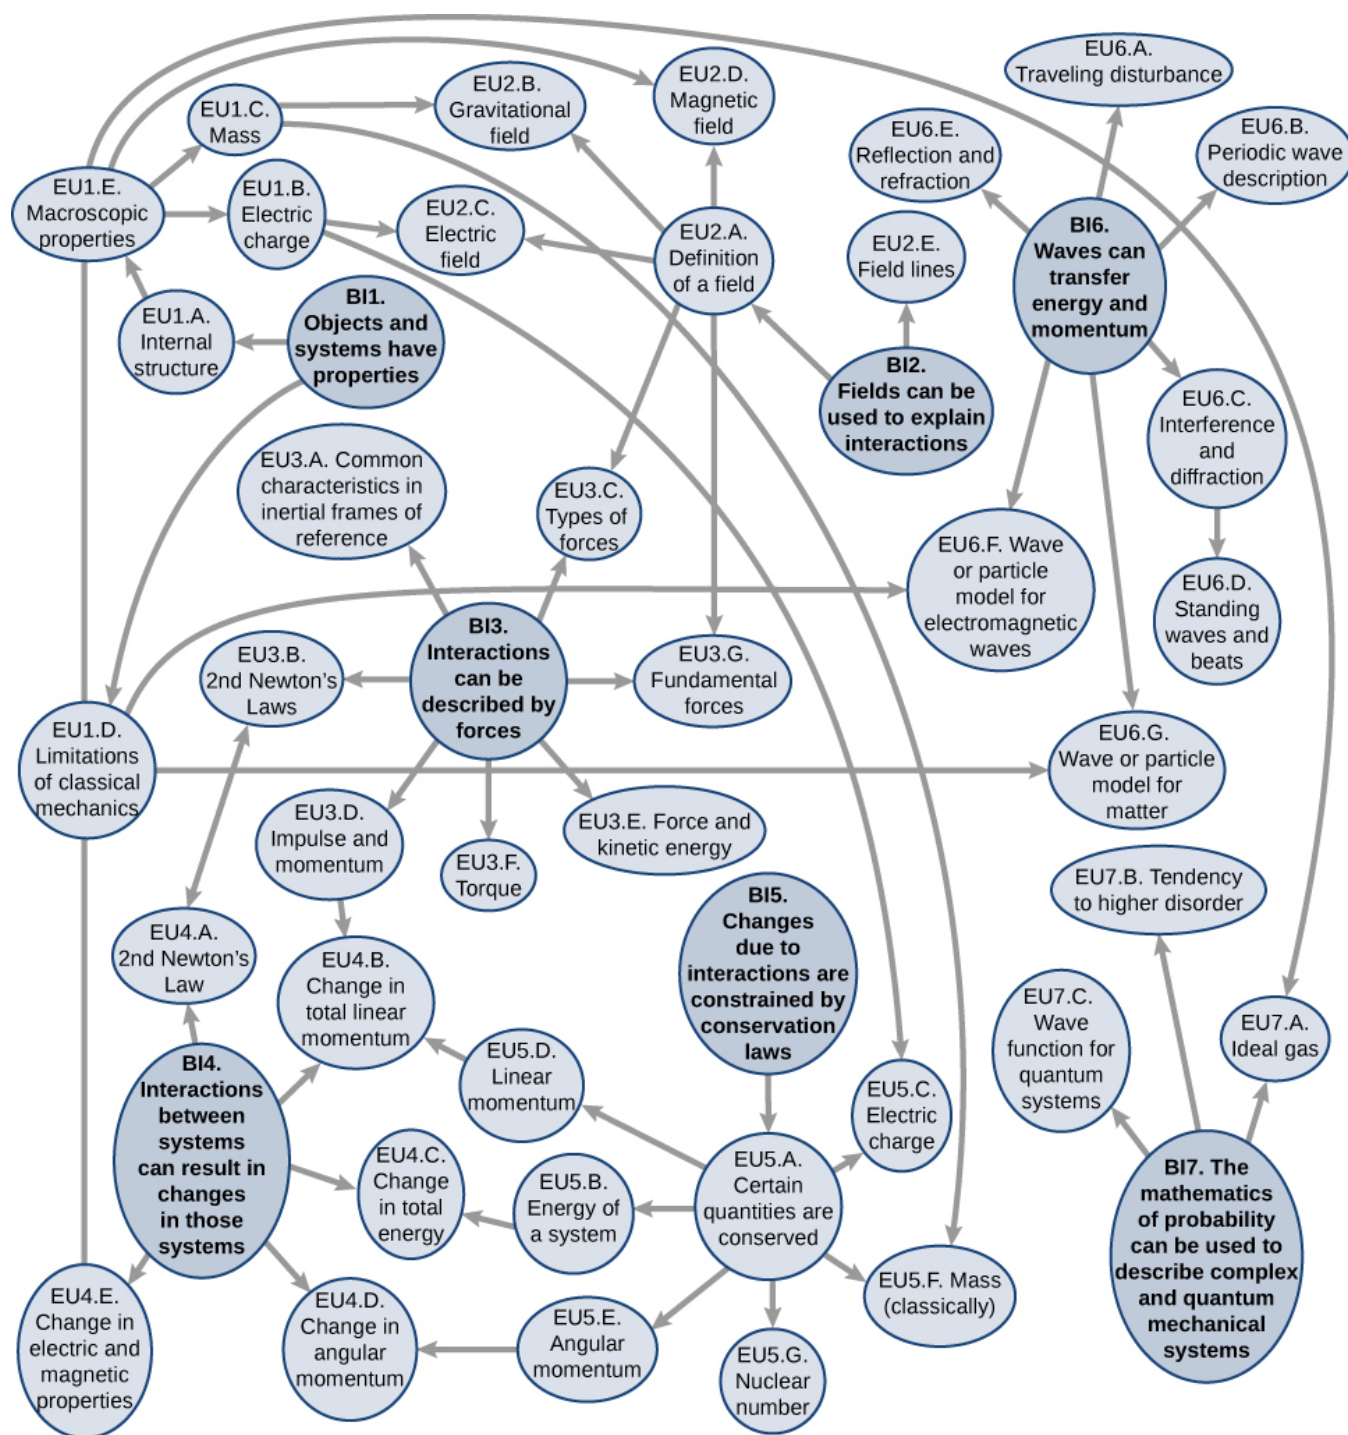 EU6.A.
Traveling disturbance
EU2.B.
Gravitational
field
EU2.D.
Magnetic
field
EU1.C.
Mass
EU6.E.
Reflection and
refraction
EU6.B.
Periodic wave
description
EU1.E.
Macroscopic
properties
EU1.B.
Electric
charge
EU2.C.
Electric
field
EU2.A.
Definition
of a field
EU2.E.
Field lines
BI6.
Waves can
transfer
energy and
momentum
EU1.A.
Internal
structure
BI1.
Objects and
systems have
properties
BI2.
Fields can be
used to explain
interactions
EU6.C.
Interference
and
diffraction
EU3.A. Common
characteristics in
inertial frames of
reference
EU3.C.
Types of
forces
EU6.F. Wave
or particle
model for
electromagnetic
waves
EU6.D.
Standing
waves and
beats
EU3.B.
2nd Newton's
Laws
BI3.
Interactions
can be
described by
forces
EU3.G.
Fundamental
forces
EU1.D.
Limitations
of classical
mechanics
EU6.G.
Wave or particle
model for
matter
EU3.D.
Impulse and
momentum
EU3.F.
Torque
EU3.E. Force and
kinetic energy
EU7.B. Tendency
to higher disorder
EU4.A.
2nd Newton's
Law
EU4.B.
Change in
total linear
momentum
BI5.
Changes
due to
interactions are
constrained by
conservation
laws
EU7.C.
Wave
function for
quantum
systems
EU7.A.
Ideal gas
BI4.
Interactions
between
systems
can result in
changes
in those
systems
EU5.D.
Linear
momentum
EU5.C.
Electric
charge
EU4.C.
Change
in total
energy
EU5.B.
Energy of
a system
EU5.A.
Certain
quantities are
conserved
BI7. The
mathematics
of probability
can be used to
describe complex
and quantum
mechanical
systems
EU4.E.
Change in
electric and
magnetic
properties
EU4.D.
Change in
angular
momentum
EU5.E.
Angular
momentum
EU5.G.
Nuclear
number
EU5.F. Mass
(classically)